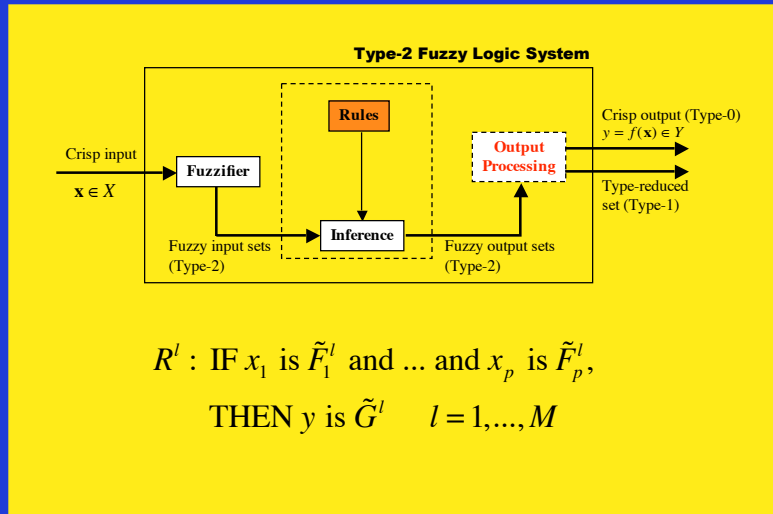 Type-2 Fuzzy Logic System
Rules
Crisp output (Type-0)
y = f(x) ∈ Y
Crisp input
x ∈ X
Fuzzifier
Output
Processing
Type-reduced
set (Type-1)
Inference
Fuzzy input sets
(Type-2)
Fuzzy output sets
(Type-2)
R^l : IF x_1 is F̃_1^l and ... and x_p is F̃_p^l,
THEN y is G̃^l l = 1,..., M